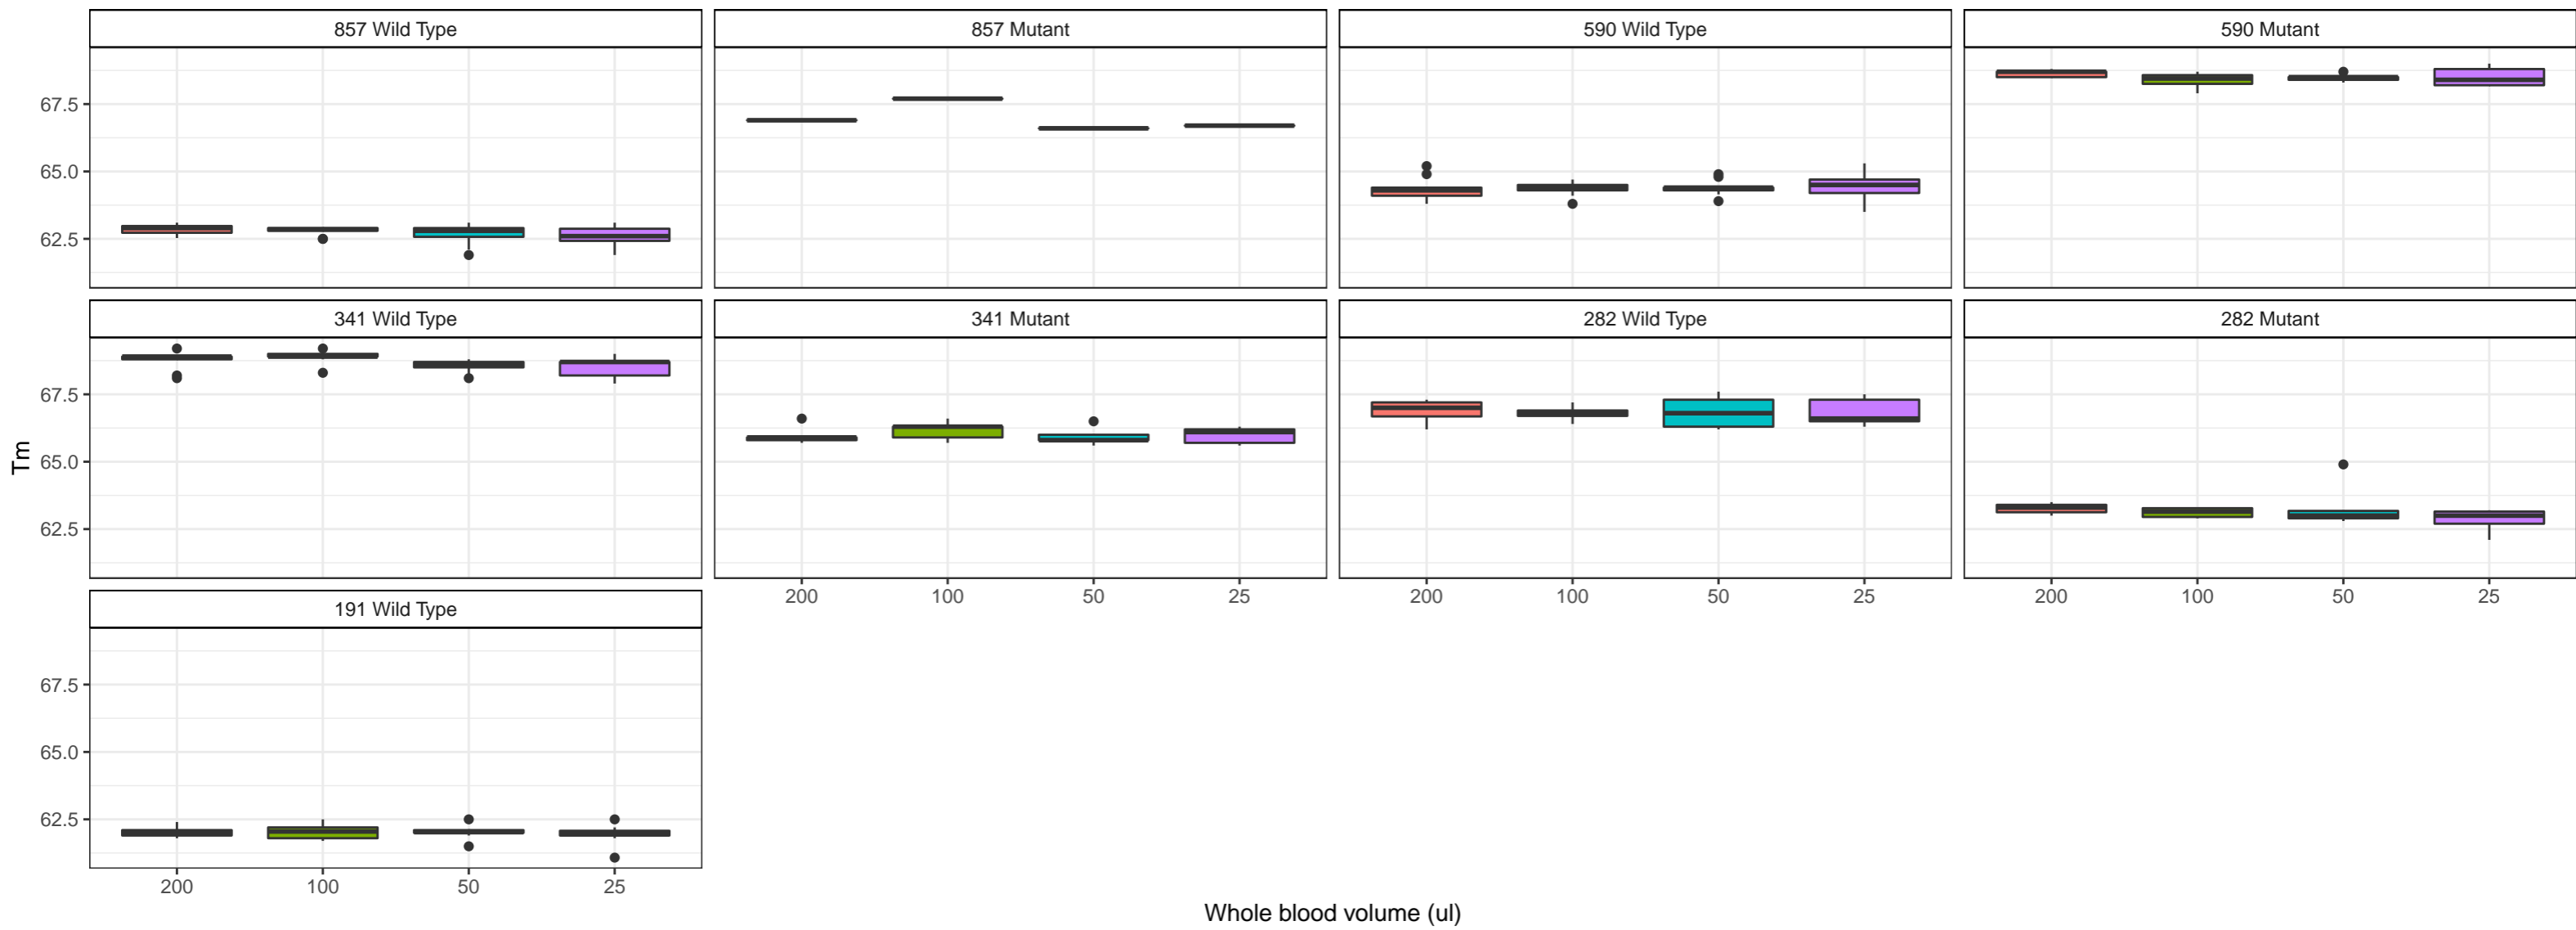 857 Wild Type 857 Mutant 590 Wild Type 590 Mutant
67.5
65.0
62.5
341 Wild Type 341 Mutant 282 Wild Type 282 Mutant
67.5
65.0
62.5
Tm
200 100 50 25 200 100 50 25 200 100 50 25
191 Wild Type
67.5
65.0
62.5
200 100 50 25
Whole blood volume (ul)